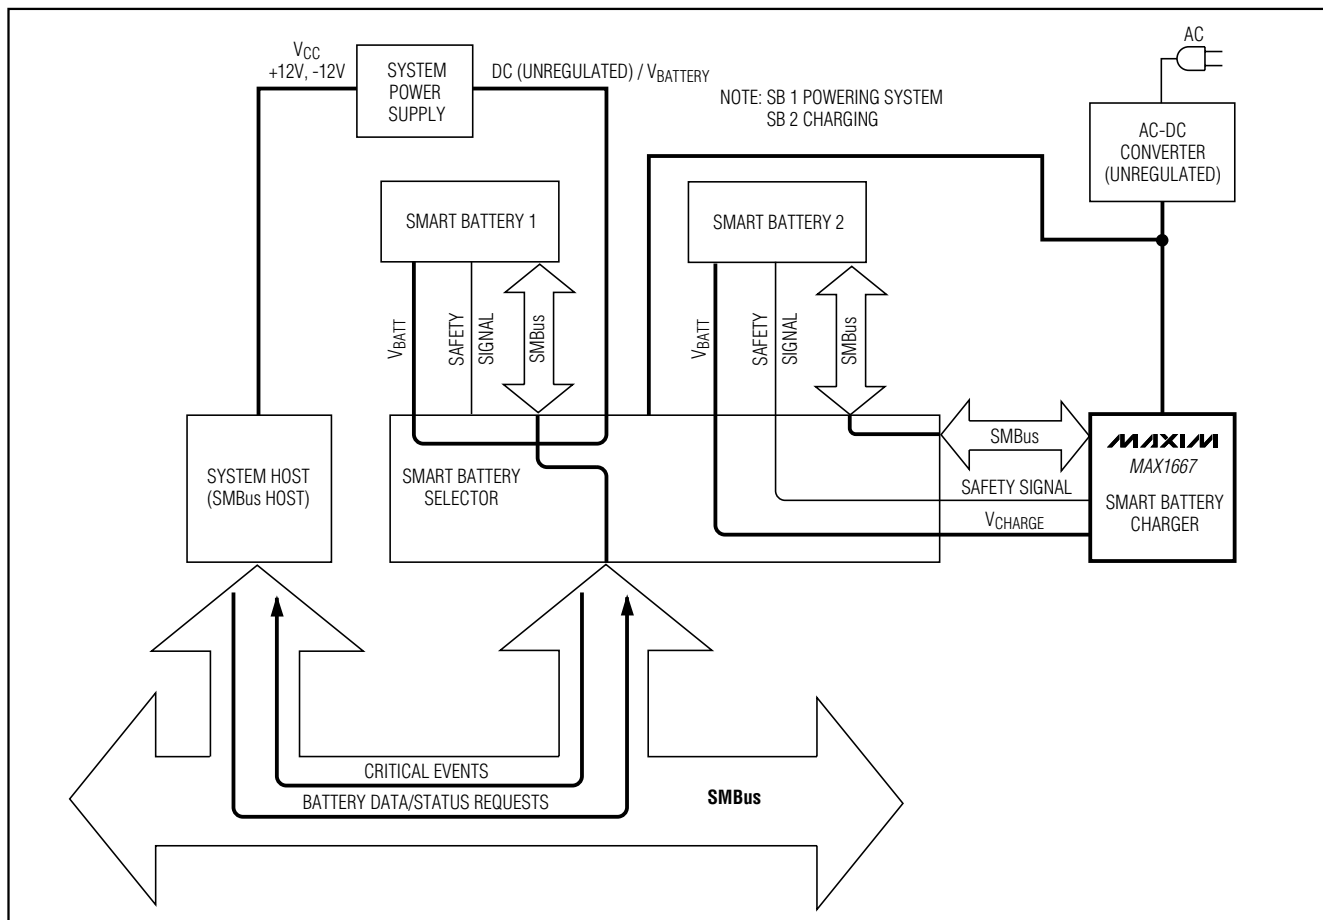 VCC
+12V, -12V
SYSTEM
POWER
SUPPLY
DC (UNREGULATED) / VBATTERY
AC
NOTE: SB 1 POWERING SYSTEM
SB 2 CHARGING
AC-DC
CONVERTER
(UNREGULATED)
SMART BATTERY 1
SMART BATTERY 2
VBATT
SAFETY
SIGNAL
SMBus
VBATT
SAFETY
SIGNAL
SMBus
SYSTEM HOST
(SMBus HOST)
SMART BATTERY
SELECTOR
SMBus
SAFETY SIGNAL
VCHARGE
MAXIM
MAX1667
SMART BATTERY
CHARGER
CRITICAL EVENTS
BATTERY DATA/STATUS REQUESTS
SMBus